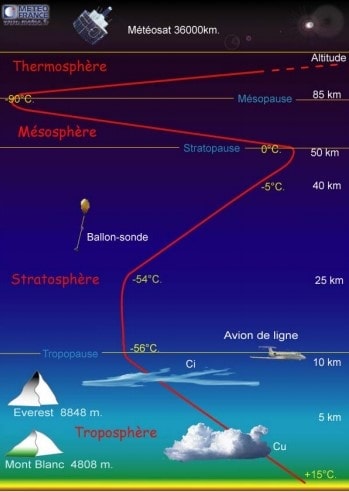 METEO
FRANCE
Météosat 36000km.
Altitude
Thermosphère
-90°C.
Mésopause
85 km
Mésosphère
Stratopause
0°C.
50 km
-5°C.
40 km
Ballon-sonde
Stratosphère
-54°C.
25 km
Avion de ligne
Tropopause
-56°C.
10 km
Ci
Everest 8848 m.
5 km
Troposphère
Cu
Mont Blanc 4808 m.
+15°C.